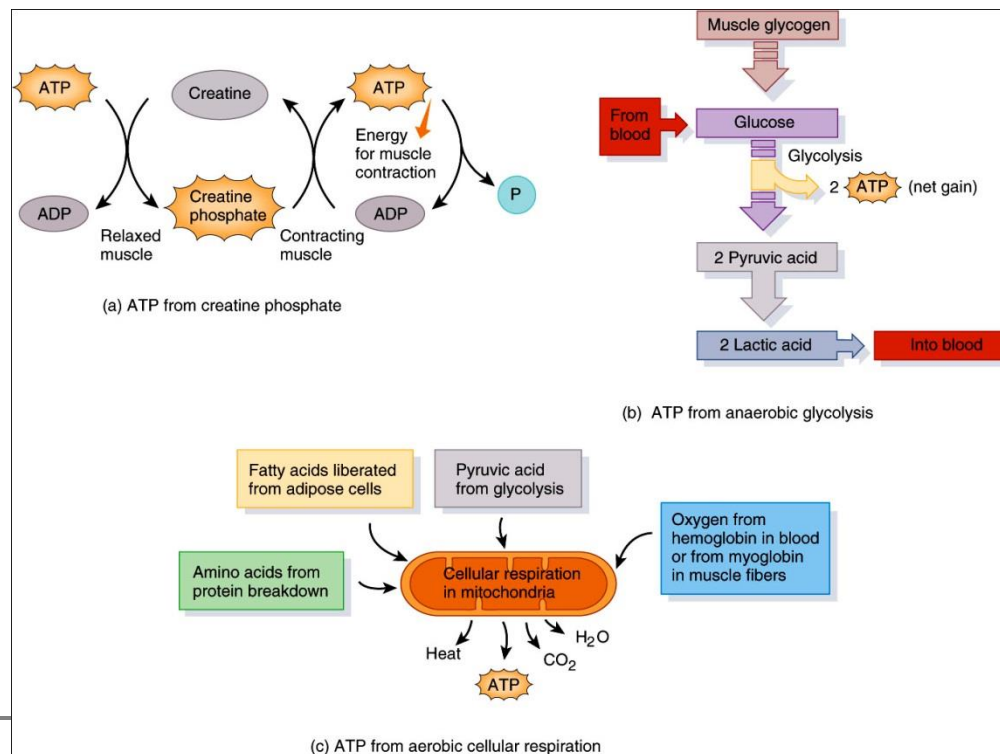 ATP
Creatine
ATP
Energy
for muscle
contraction
ADP
Creatine
phosphate
ADP
P
Relaxed
muscle
Contracting
muscle
(a) ATP from creatine phosphate
Muscle glycogen
From
blood
Glucose
Glycolysis
2 ATP (net gain)
2 Pyruvic acid
2 Lactic acid
Into blood
(b) ATP from anaerobic glycolysis
Fatty acids liberated
from adipose cells
Pyruvic acid
from glycolysis
Oxygen from
hemoglobin in blood
or from myoglobin
in muscle fibers
Amino acids from
protein breakdown
Cellular respiration
in mitochondria
Heat
ATP
CO2
H2O
(c) ATP from aerobic cellular respiration